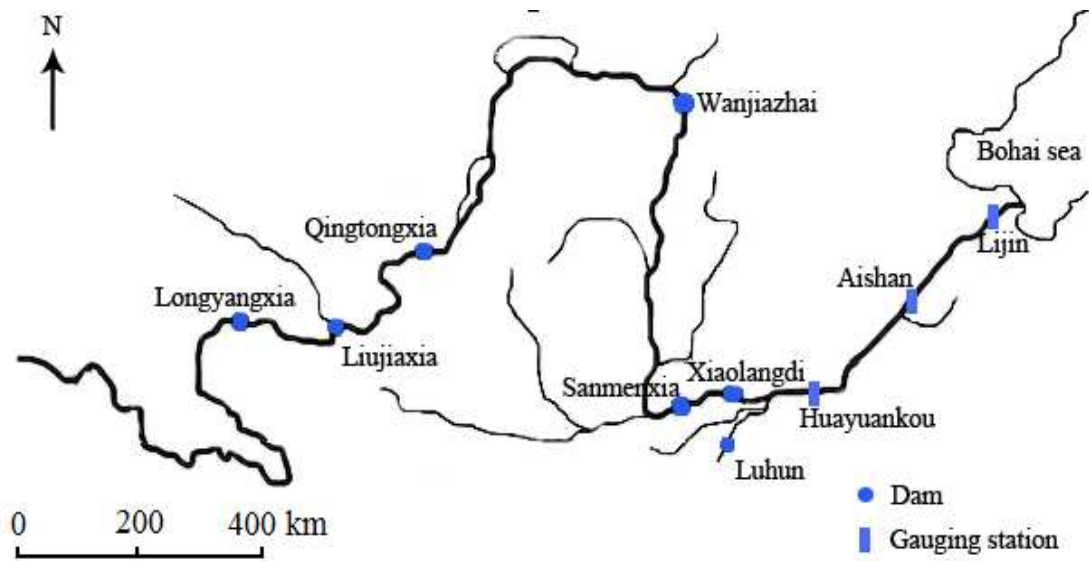 N
Wanjiazhai
Bohai sea
Qingtongxia
Lijin
Aishan
Longyangxia
Liujiaxia
Xiaolangdi
Sanmenxia
Huayuankou
Luhun
Dam
0 200 400 km
Gauging station